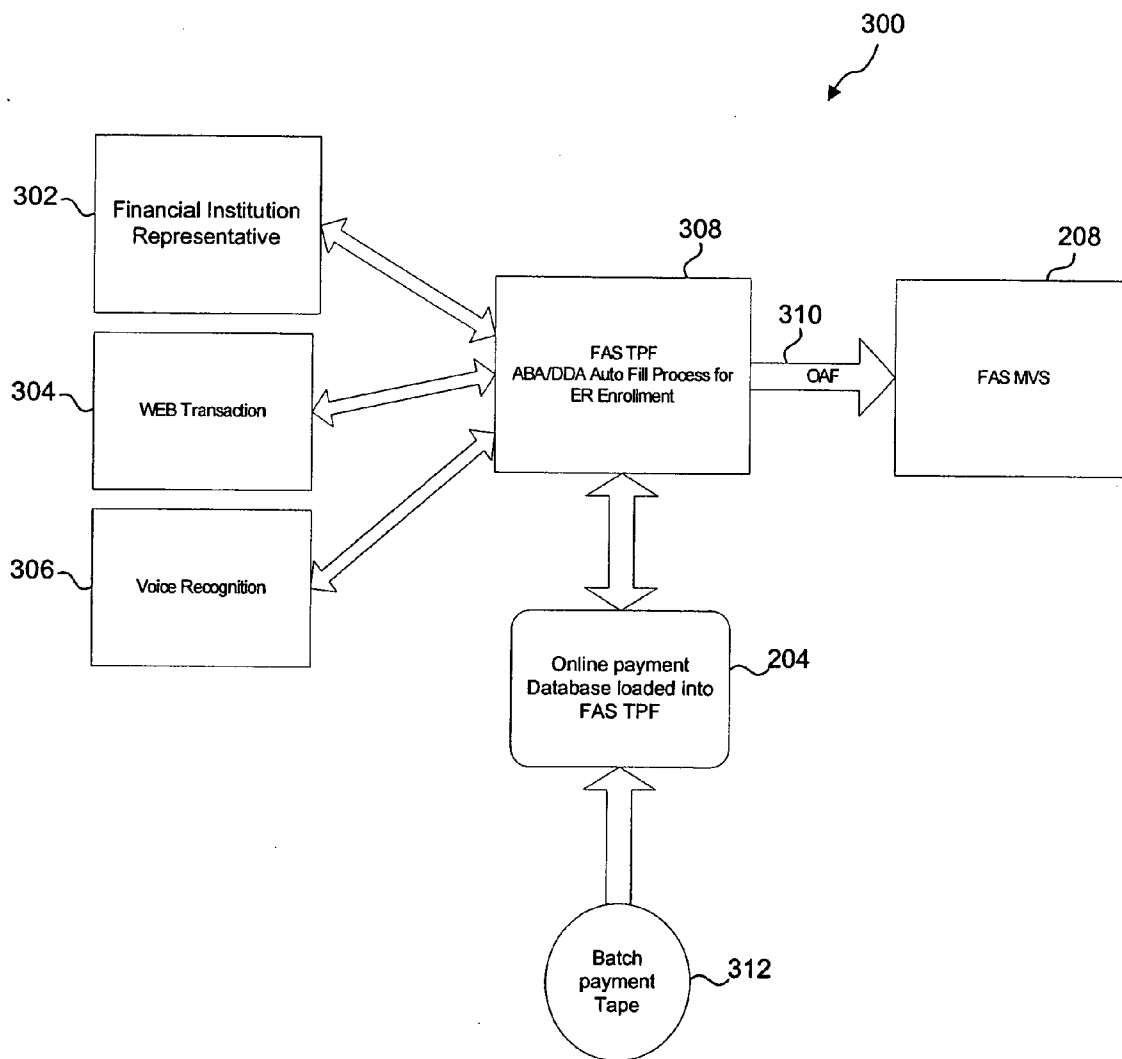 300
302
Financial Institution
Representative
308
208
304
WEB Transaction
FAS TPF
ABA/DDA Auto Fill Process for
ER Enrollment
310
OAF
FAS MVS
306
Voice Recognition
Online payment
Database loaded into
FAS TPF
204
Batch
payment
Tape
312